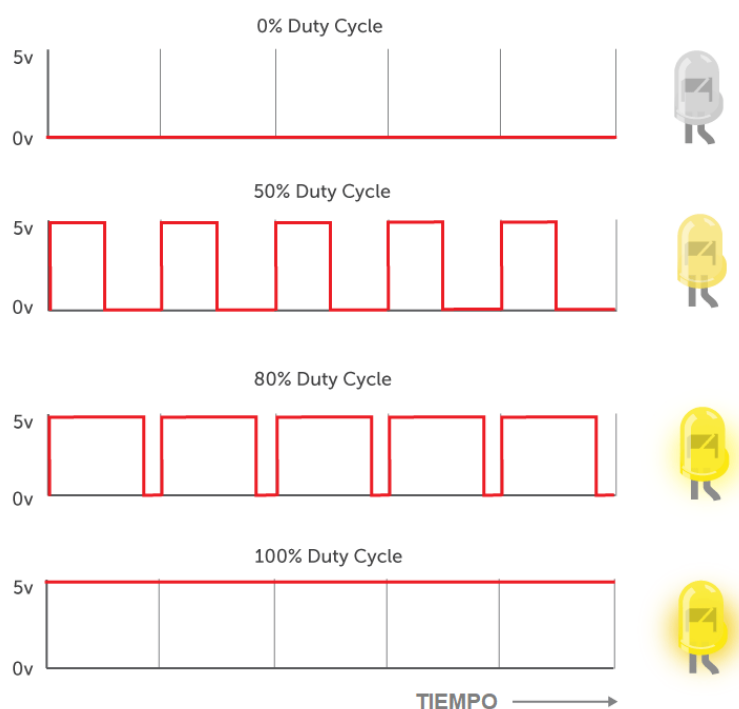 0% Duty Cycle
5v
0v
50% Duty Cycle
5v
0v
80% Duty Cycle
5v
0v
100% Duty Cycle
5v
0v
TIEMPO